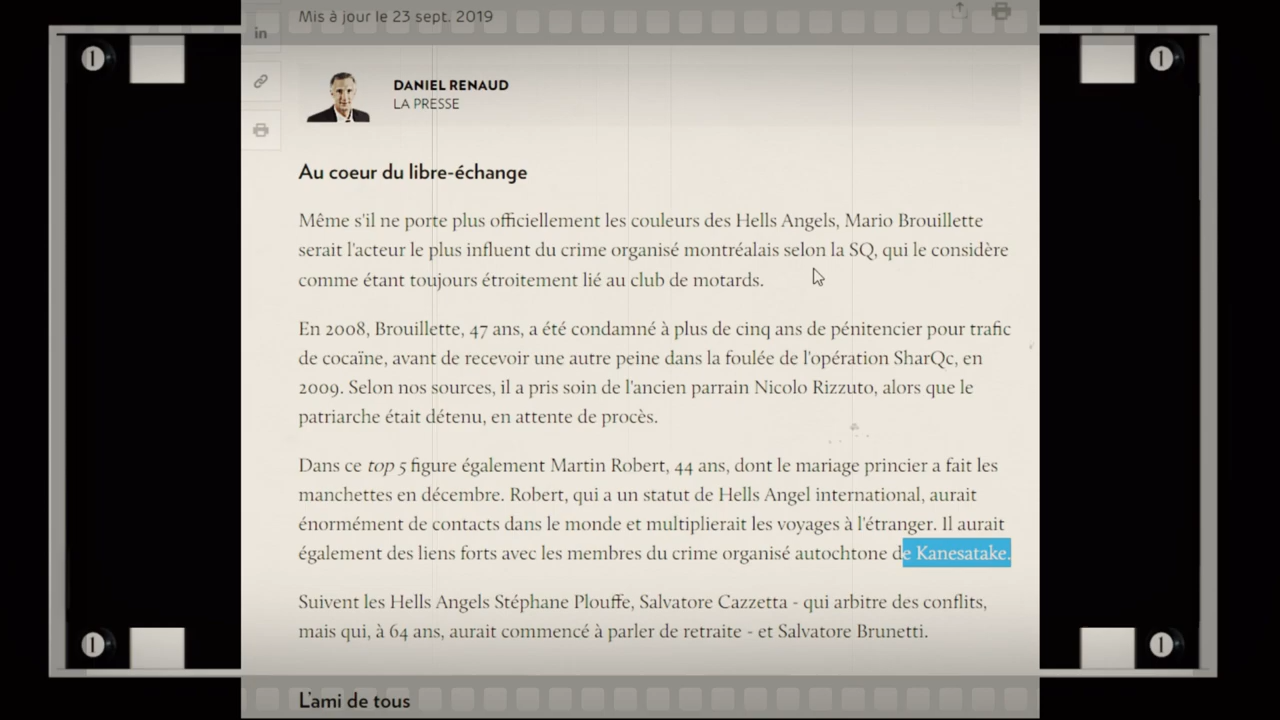 Mis à jour le 23 sept. 2019
in
DANIEL RENAUD
LA PRESSE
Au coeur du libre-échange
Même s'il ne porte plus officiellement les couleurs des Hells Angels, Mario Brouillette
serait l'acteur le plus influent du crime organisé montréalais selon la SQ, qui le considère
comme étant toujours étroitement lié au club de motards.
En 2008, Brouillette, 47 ans, a été condamné à plus de cinq ans de pénitencier pour trafic
de cocaïne, avant de recevoir une autre peine dans la foulée de l'opération SharQc, en
2009. Selon nos sources, il a pris soin de l'ancien parrain Nicolo Rizzuto, alors que le
patriarche était détenu, en attente de procès.
Dans ce top 5 figure également Martin Robert, 44 ans, dont le mariage princier a fait les
manchettes en décembre. Robert, qui a un statut de Hells Angel international, aurait
énormément de contacts dans le monde et multiplierait les voyages à l'étranger. Il aurait
également des liens forts avec les membres du crime organisé autochtone de Kanesatake.
Suivent les Hells Angels Stéphane Plouffe, Salvatore Cazzetta - qui arbitre des conflits,
mais qui, à 64 ans, aurait commencé à parler de retraite - et Salvatore Brunetti.
L'ami de tous